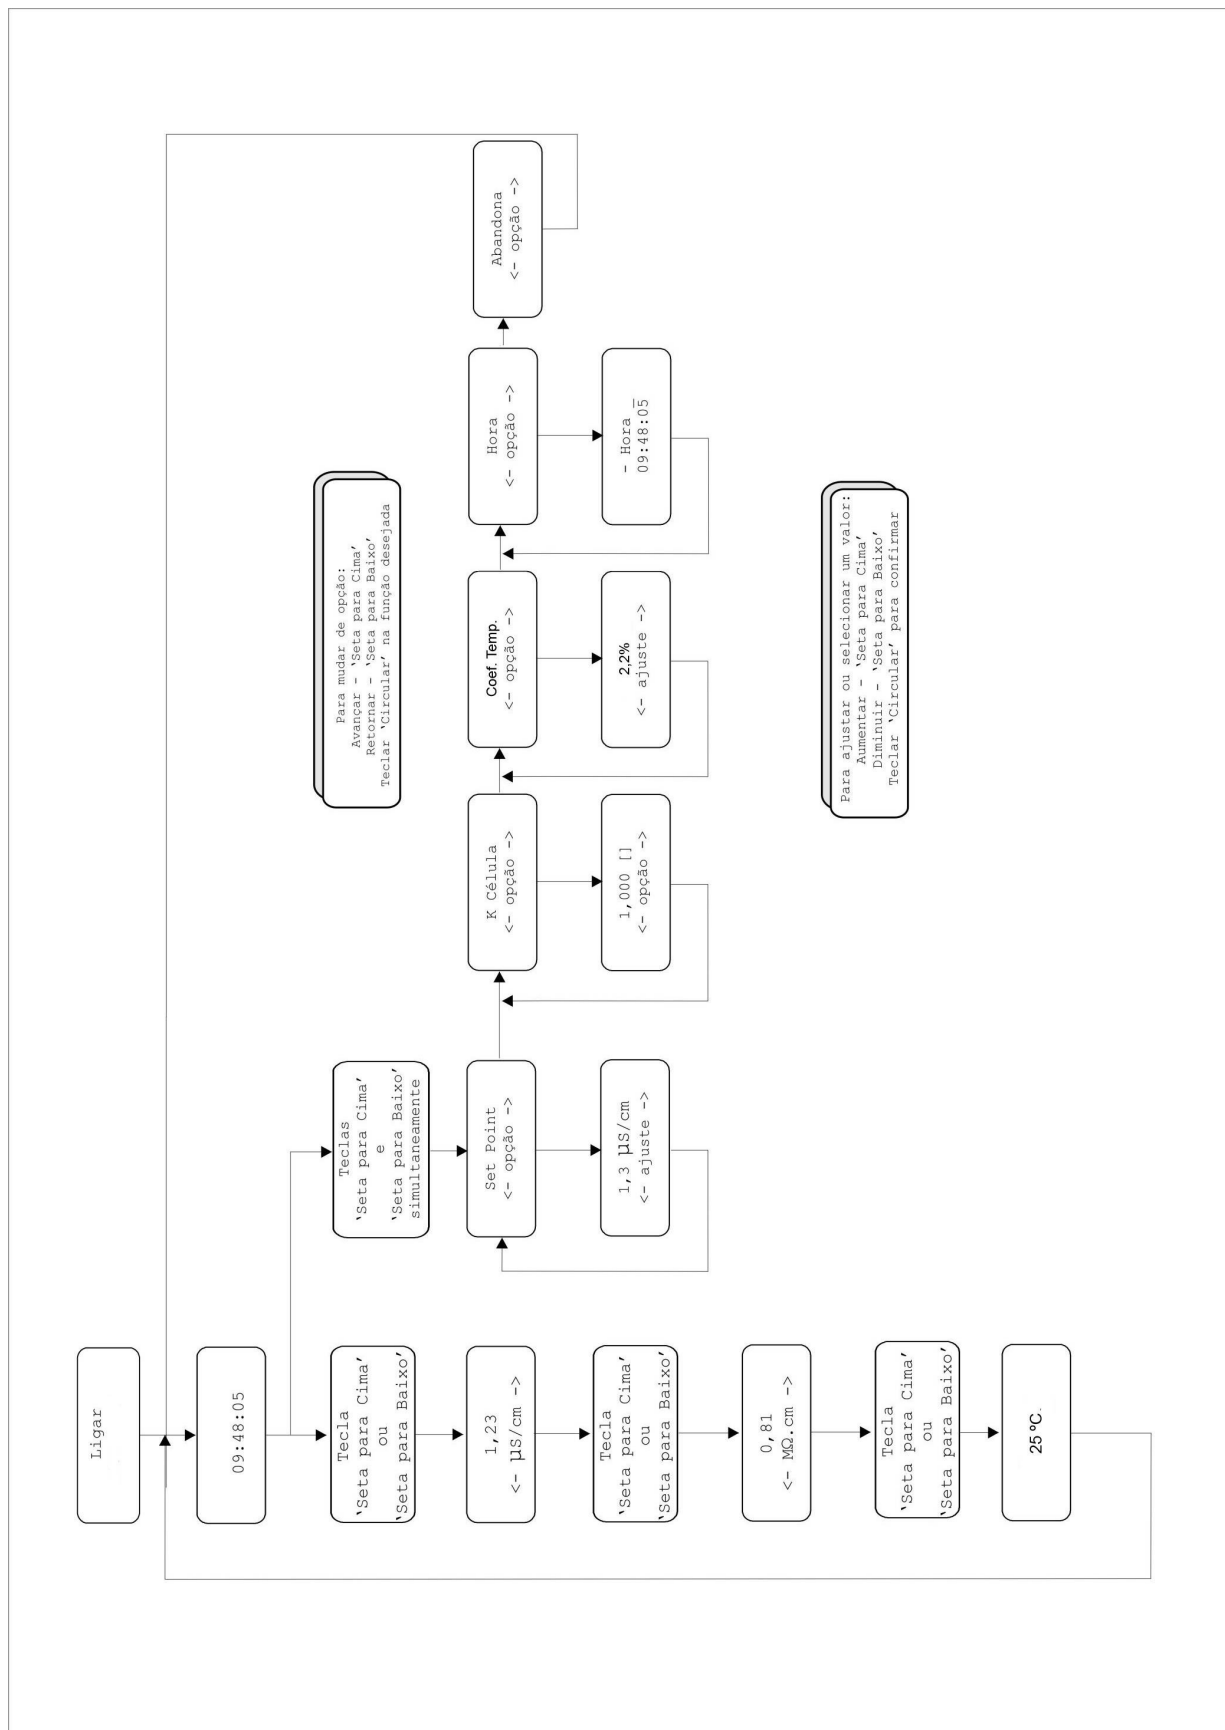 Ligar
09:48:05
Tecla
‘Seta para Cima’
ou
‘Seta para Baixo’
1,23
<- µs/cm ->
Tecla
‘Seta para Cima’
ou
‘Seta para Baixo’
0,81
<- MΩ.cm ->
Tecla
‘Seta para Cima’
ou
‘Seta para Baixo’
25 ºC.
Teclas
‘Seta para Cima’
e
‘Seta para Baixo’
simultaneamente
Set Point
<- opção ->
1,3 µs/cm
<- ajuste ->
K Célula
<- opção ->
1,000 []
<- opção ->
Coef. Temp.
<- opção ->
2,2%
<- ajuste ->
Hora
<- opção ->
- Hora _
09:48:05
Abandona
<- opção ->
Para mudar de opção:
Avançar - ‘Seta para Cima’
Retornar - ‘Seta para Baixo’
Teclar ‘Circular’ na função desejada
Para ajustar ou selecionar um valor:
Aumentar - ‘Seta para Cima’
Diminuir - ‘Seta para Baixo’
Teclar ‘Circular’ para confirmar